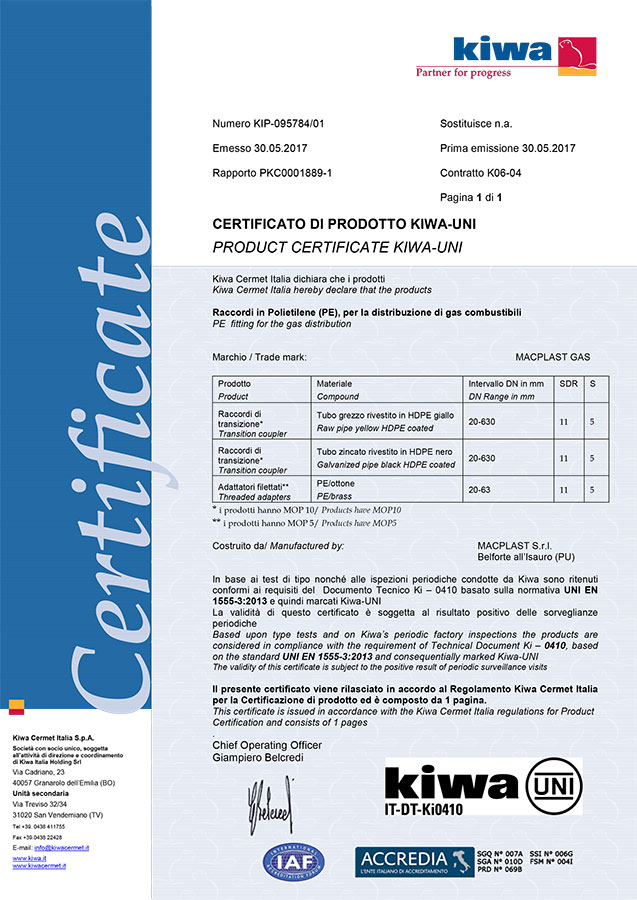 kiwa
Partner for progress
Numero KIP-095784/01
Sostituisce n.a.
Emesso 30.05.2017
Prima emissione 30.05.2017
Rapporto PKC0001889-1
Contratto K06-04
Pagina 1 di 1
CERTIFICATO DI PRODOTTO KIWA-UNI
PRODUCT CERTIFICATE KIWA-UNI
Certificate
Kiwa Cermet Italia dichiara che i prodotti
Kiwa Cermet Italia hereby declare that the products
Raccordi in Polietilene (PE), per la distribuzione di gas combustibili
PE fitting for the gas distribution
Marchio / Trade mark: MACPLAST GAS
Prodotto Materiale Intervallo DN in mm SDR S
Product Compound DN Range in mm
Raccordi di
transizione*
Transition coupler
Tubo grezzo rivestito in HDPE giallo
Raw pipe yellow HDPE coated
20-630 11 5
Raccordi di
transizione*
Transition coupler
Tubo zincato rivestito in HDPE nero
Galvanized pipe black HDPE coated
20-630 11 5
Adattatori filettati**
Threaded adapters
PE/ottone
PE/brass
20-63 11 5
* i prodotti hanno MOP 10/ Products have MOP10
** i prodotti hanno MOP 5/ Products have MOP5
Costruito da/ Manufactured by: MACPLAST S.r.l.
Belforte all'Isauro (PU)
In base ai test di tipo nonché alle ispezioni periodiche condotte da Kiwa sono ritenuti
conformi ai requisiti del Documento Tecnico Ki – 0410 basato sulla normativa UNI EN
1555-3:2013 e quindi marcati Kiwa-UNI
La validità di questo certificato è soggetta al risultato positivo delle sorveglianze
periodiche
Based upon type tests and on Kiwa's periodic factory inspections the products are
considered in compliance with the requirement of Technical Document Ki – 0410, based
on the standard UNI EN 1555-3:2013 and consequentially marked Kiwa-UNI
The validity of this certificate is subject to the positive result of periodic surveillance visits
Il presente certificato viene rilasciato in accordo al Regolamento Kiwa Cermet Italia
per la Certificazione di prodotto ed è composto da 1 pagina.
This certificate is issued in accordance with the Kiwa Cermet Italia regulations for Product
Certification and consists of 1 pages
.
Chief Operating Officer
Giampiero Belcredi
Kiwa Cermet Italia S.p.A.
Società con socio unico, soggetta
all'attività di direzione e coordinamento
di Kiwa Italia Holding Srl
Via Cadriano, 23
40057 Granarolo dell'Emilia (BO)
Unità secondaria
Via Treviso 32/34
31020 San Vendemiano (TV)
Tel +39. 0438 411755
Fax +39.0438 22428
E-mail: info@kiwacermet.it
www.kiwa.it
www.kiwacermet.it
kiwa
UNI
IT-DT-Ki0410
INTERNATIONAL
IAF
ACCREDITATION FORUM
ACCREDIA
L'ENTE ITALIANO DI ACCREDITAMENTO
SGQ N° 007A SSI N° 006G
SGA N° 010D FSM N° 004I
PRD N° 069B